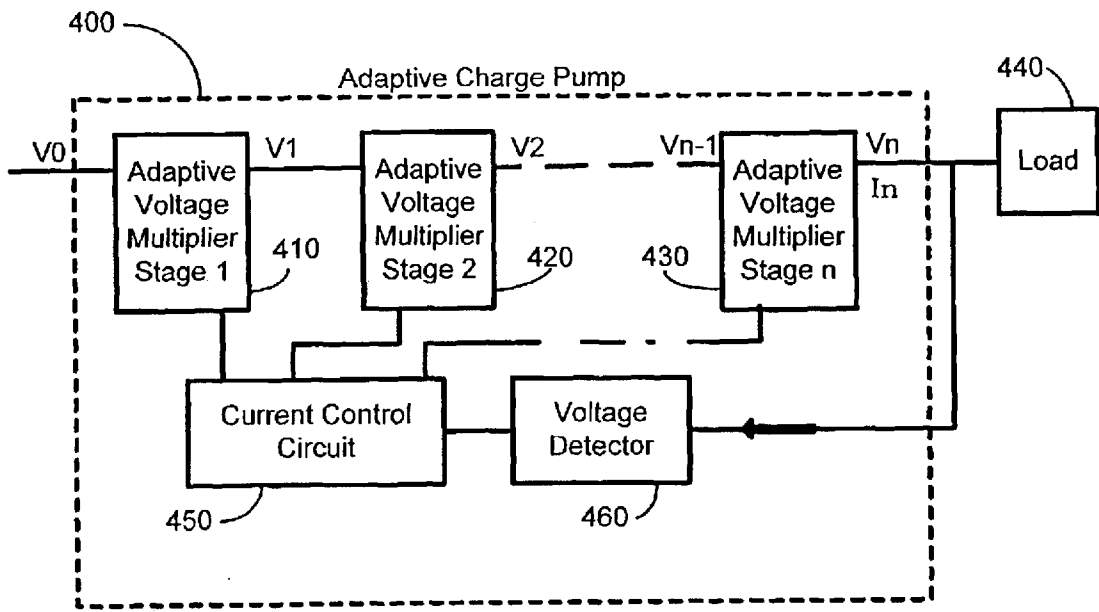 400
Adaptive Charge Pump
440
V0
Adaptive
Voltage
Multiplier
Stage 1
410
V1
Adaptive
Voltage
Multiplier
Stage 2
420
V2
Vn-1
Adaptive
Voltage
Multiplier
Stage n
430
Vn
In
Load
Current Control
Circuit
450
Voltage
Detector
460